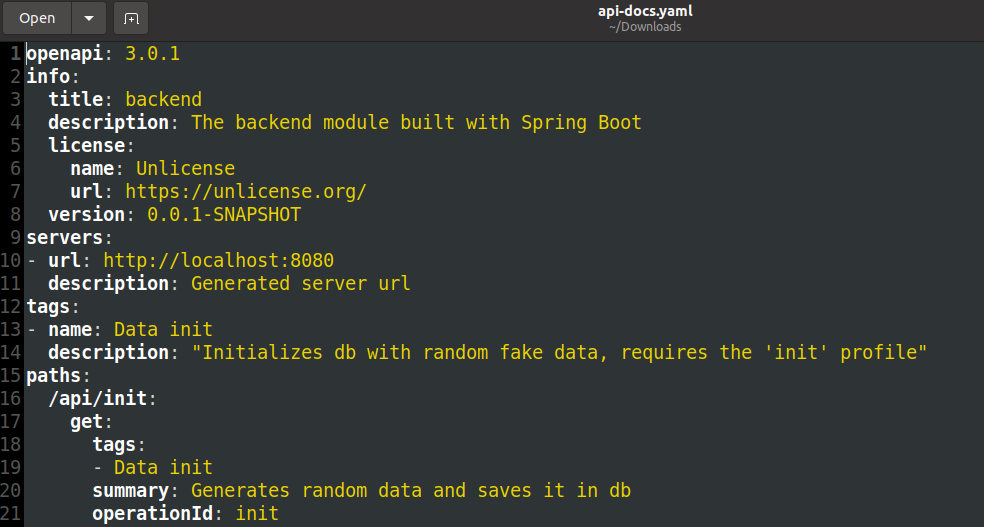 Open
api-docs.yaml
~/Downloads
1 openapi: 3.0.1
2 info:
3   title: backend
4   description: The backend module built with Spring Boot
5   license:
6     name: Unlicense
7     url: https://unlicense.org/
8   version: 0.0.1-SNAPSHOT
9 servers:
10 - url: http://localhost:8080
11   description: Generated server url
12 tags:
13 - name: Data init
14   description: "Initializes db with random fake data, requires the 'init' profile"
15 paths:
16   /api/init:
17     get:
18       tags:
19       - Data init
20       summary: Generates random data and saves it in db
21       operationId: init